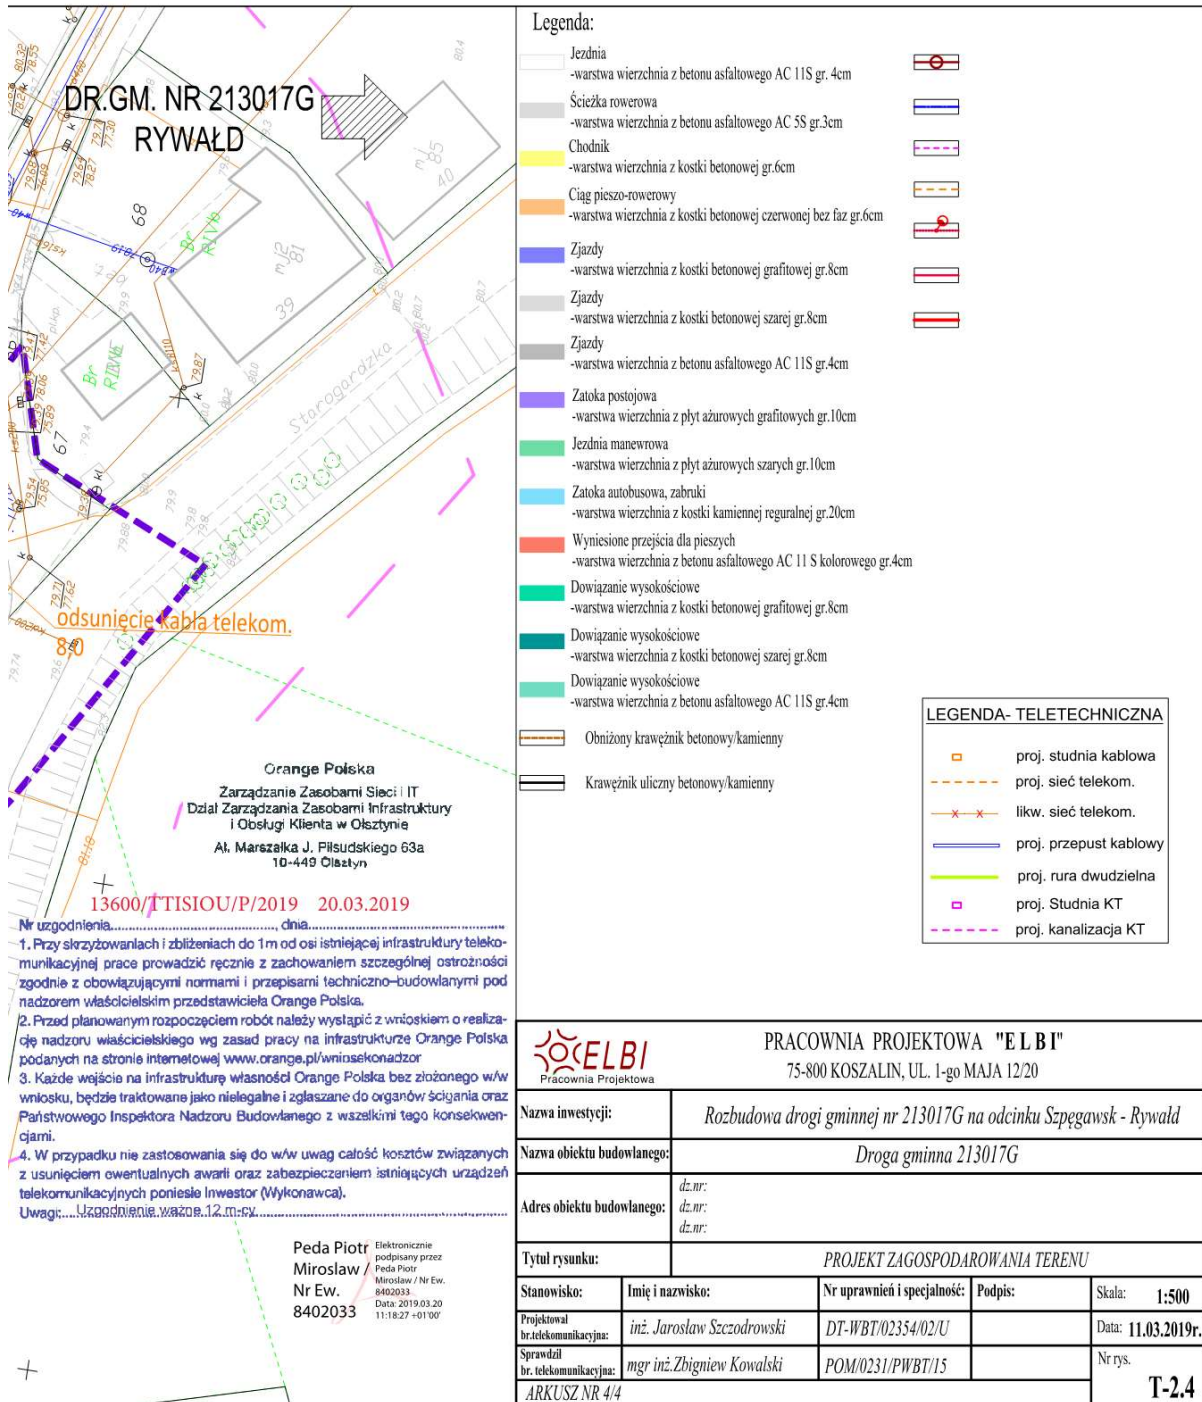 DR.GM. NR 213017G
RYWAŁD
68
67
mj2
81
39
mj
85
40
Br
RIVb
Br
Starogardzka
79.87
k
odsunięcie kabla telekom.
8,0
81.18
Orange Polska
Zarządzanie Zasobami Sieci i IT
Dział Zarządzania Zasobami Infrastruktury
i Obsługi Klienta w Olsztynie
Al. Marszałka J. Piłsudskiego 63a
10-449 Olsztyn
13600/TTISIOU/P/2019 20.03.2019
Nr uzgodnienia............................................, dnia............................................
1. Przy skrzyżowaniach i zbliżeniach do 1m od osi istniejącej infrastruktury teleko-
munikacyjnej prace prowadzić ręcznie z zachowaniem szczególnej ostrożności
zgodnie z obowiązującymi normami i przepisami techniczno-budowlanymi pod
nadzorem właścicielskim przedstawiciela Orange Polska.
2. Przed planowanym rozpoczęciem robót należy wystąpić z wnioskiem o realiza-
cję nadzoru właścicielskiego wg zasad pracy na infrastrukturze Orange Polska
podanych na stronie internetowej www.orange.pl/wniosekonadzor
3. Każde wejście na infrastrukturę własności Orange Polska bez złożonego w/w
wniosku, będzie traktowane jako nielegalne i zgłaszane do organów ścigania oraz
Państwowego Inspektora Nadzoru Budowlanego z wszelkimi tego konsekwen-
cjami.
4. W przypadku nie zastosowania się do w/w uwag całość kosztów związanych
z usunięciem ewentualnych awarii oraz zabezpieczeniem istniejących urządzeń
telekomunikacyjnych poniesie Inwestor (Wykonawca).
Uwagi:....Uzgodnienie ważne 12 m-cy............................................
Peda Piotr
Miroslaw /
Nr Ew.
8402033
Elektronicznie
podpisany przez
Peda Piotr
Miroslaw / Nr Ew.
8402033
Data: 2019.03.20
11:18:27 +01'00'
Legenda:
Jezdnia
-warstwa wierzchnia z betonu asfaltowego AC 11S gr. 4cm
Ścieżka rowerowa
-warstwa wierzchnia z betonu asfaltowego AC 5S gr.3cm
Chodnik
-warstwa wierzchnia z kostki betonowej gr.6cm
Ciąg pieszo-rowerowy
-warstwa wierzchnia z kostki betonowej czerwonej bez faz gr.6cm
Zjazdy
-warstwa wierzchnia z kostki betonowej grafitowej gr.8cm
Zjazdy
-warstwa wierzchnia z kostki betonowej szarej gr.8cm
Zjazdy
-warstwa wierzchnia z betonu asfaltowego AC 11S gr.4cm
Zatoka postojowa
-warstwa wierzchnia z płyt ażurowych grafitowych gr.10cm
Jezdnia manewrowa
-warstwa wierzchnia z płyt ażurowych szarych gr.10cm
Zatoka autobusowa, zabruki
-warstwa wierzchnia z kostki kamiennej reguralnej gr.20cm
Wyniesione przejścia dla pieszych
-warstwa wierzchnia z betonu asfaltowego AC 11 S kolorowego gr.4cm
Dowiązanie wysokościowe
-warstwa wierzchnia z kostki betonowej grafitowej gr.8cm
Dowiązanie wysokościowe
-warstwa wierzchnia z kostki betonowej szarej gr.8cm
Dowiązanie wysokościowe
-warstwa wierzchnia z betonu asfaltowego AC 11S gr.4cm
Obniżony krawężnik betonowy/kamienny
Krawężnik uliczny betonowy/kamienny
LEGENDA- TELETECHNICZNA
proj. studnia kablowa
proj. sieć telekom.
likw. sieć telekom.
proj. przepust kablowy
proj. rura dwudzielna
proj. Studnia KT
proj. kanalizacja KT
ELBI
Pracownia Projektowa
PRACOWNIA PROJEKTOWA "E L B I"
75-800 KOSZALIN, UL. 1-go MAJA 12/20
Nazwa inwestycji: Rozbudowa drogi gminnej nr 213017G na odcinku Szpęgawsk - Rywałd
Nazwa obiektu budowlanego: Droga gminna 213017G
Adres obiektu budowlanego:
dz.nr:
dz.nr:
dz.nr:
Tytuł rysunku: PROJEKT ZAGOSPODAROWANIA TERENU
Stanowisko: Imię i nazwisko: Nr uprawnień i specjalność: Podpis: Skala: 1:500
Projektował
br.telekomunikacyjna: inż. Jarosław Szczodrowski DT-WBT/02354/02/U Data: 11.03.2019r.
Sprawdził
br. telekomunikacyjna: mgr inż.Zbigniew Kowalski POM/0231/PWBT/15 Nr rys.
T-2.4
ARKUSZ NR 4/4